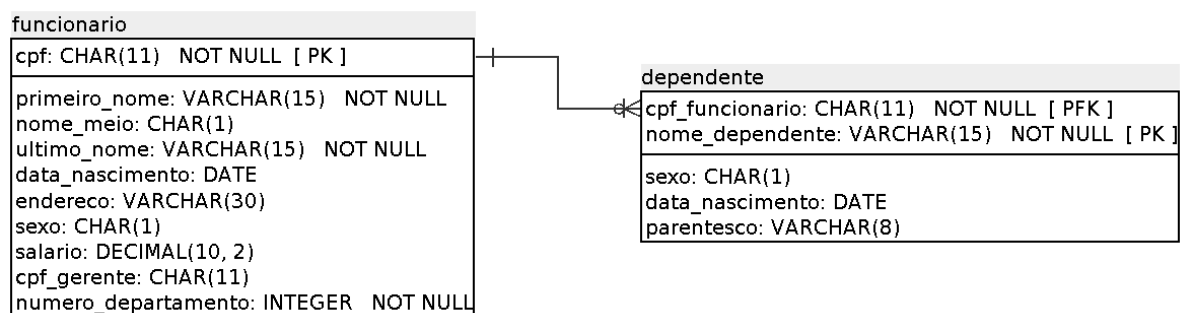 funcionario
cpf: CHAR(11)   NOT NULL  [ PK ]
primeiro_nome: VARCHAR(15)   NOT NULL
nome_meio: CHAR(1)
ultimo_nome: VARCHAR(15)   NOT NULL
data_nascimento: DATE
endereco: VARCHAR(30)
sexo: CHAR(1)
salario: DECIMAL(10, 2)
cpf_gerente: CHAR(11)
numero_departamento: INTEGER   NOT NULL
dependente
cpf_funcionario: CHAR(11)   NOT NULL  [ PFK ]
nome_dependente: VARCHAR(15)   NOT NULL  [ PK ]
sexo: CHAR(1)
data_nascimento: DATE
parentesco: VARCHAR(8)